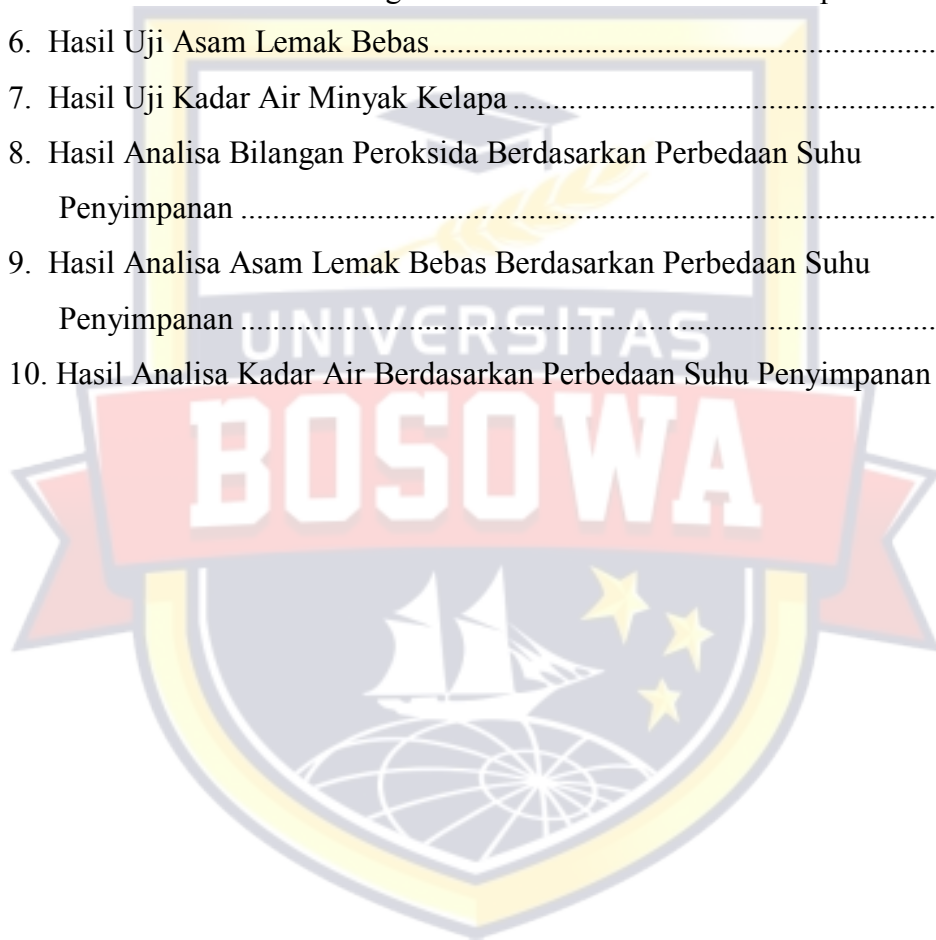 6. Hasil Uji Asam Lemak Bebas ........................................................................
7. Hasil Uji Kadar Air Minyak Kelapa ..............................................................
8. Hasil Analisa Bilangan Peroksida Berdasarkan Perbedaan Suhu
Penyimpanan ..................................................................................................
9. Hasil Analisa Asam Lemak Bebas Berdasarkan Perbedaan Suhu
Penyimpanan ..................................................................................................
UNIVERSITAS
10. Hasil Analisa Kadar Air Berdasarkan Perbedaan Suhu Penyimpanan
BOSOWA